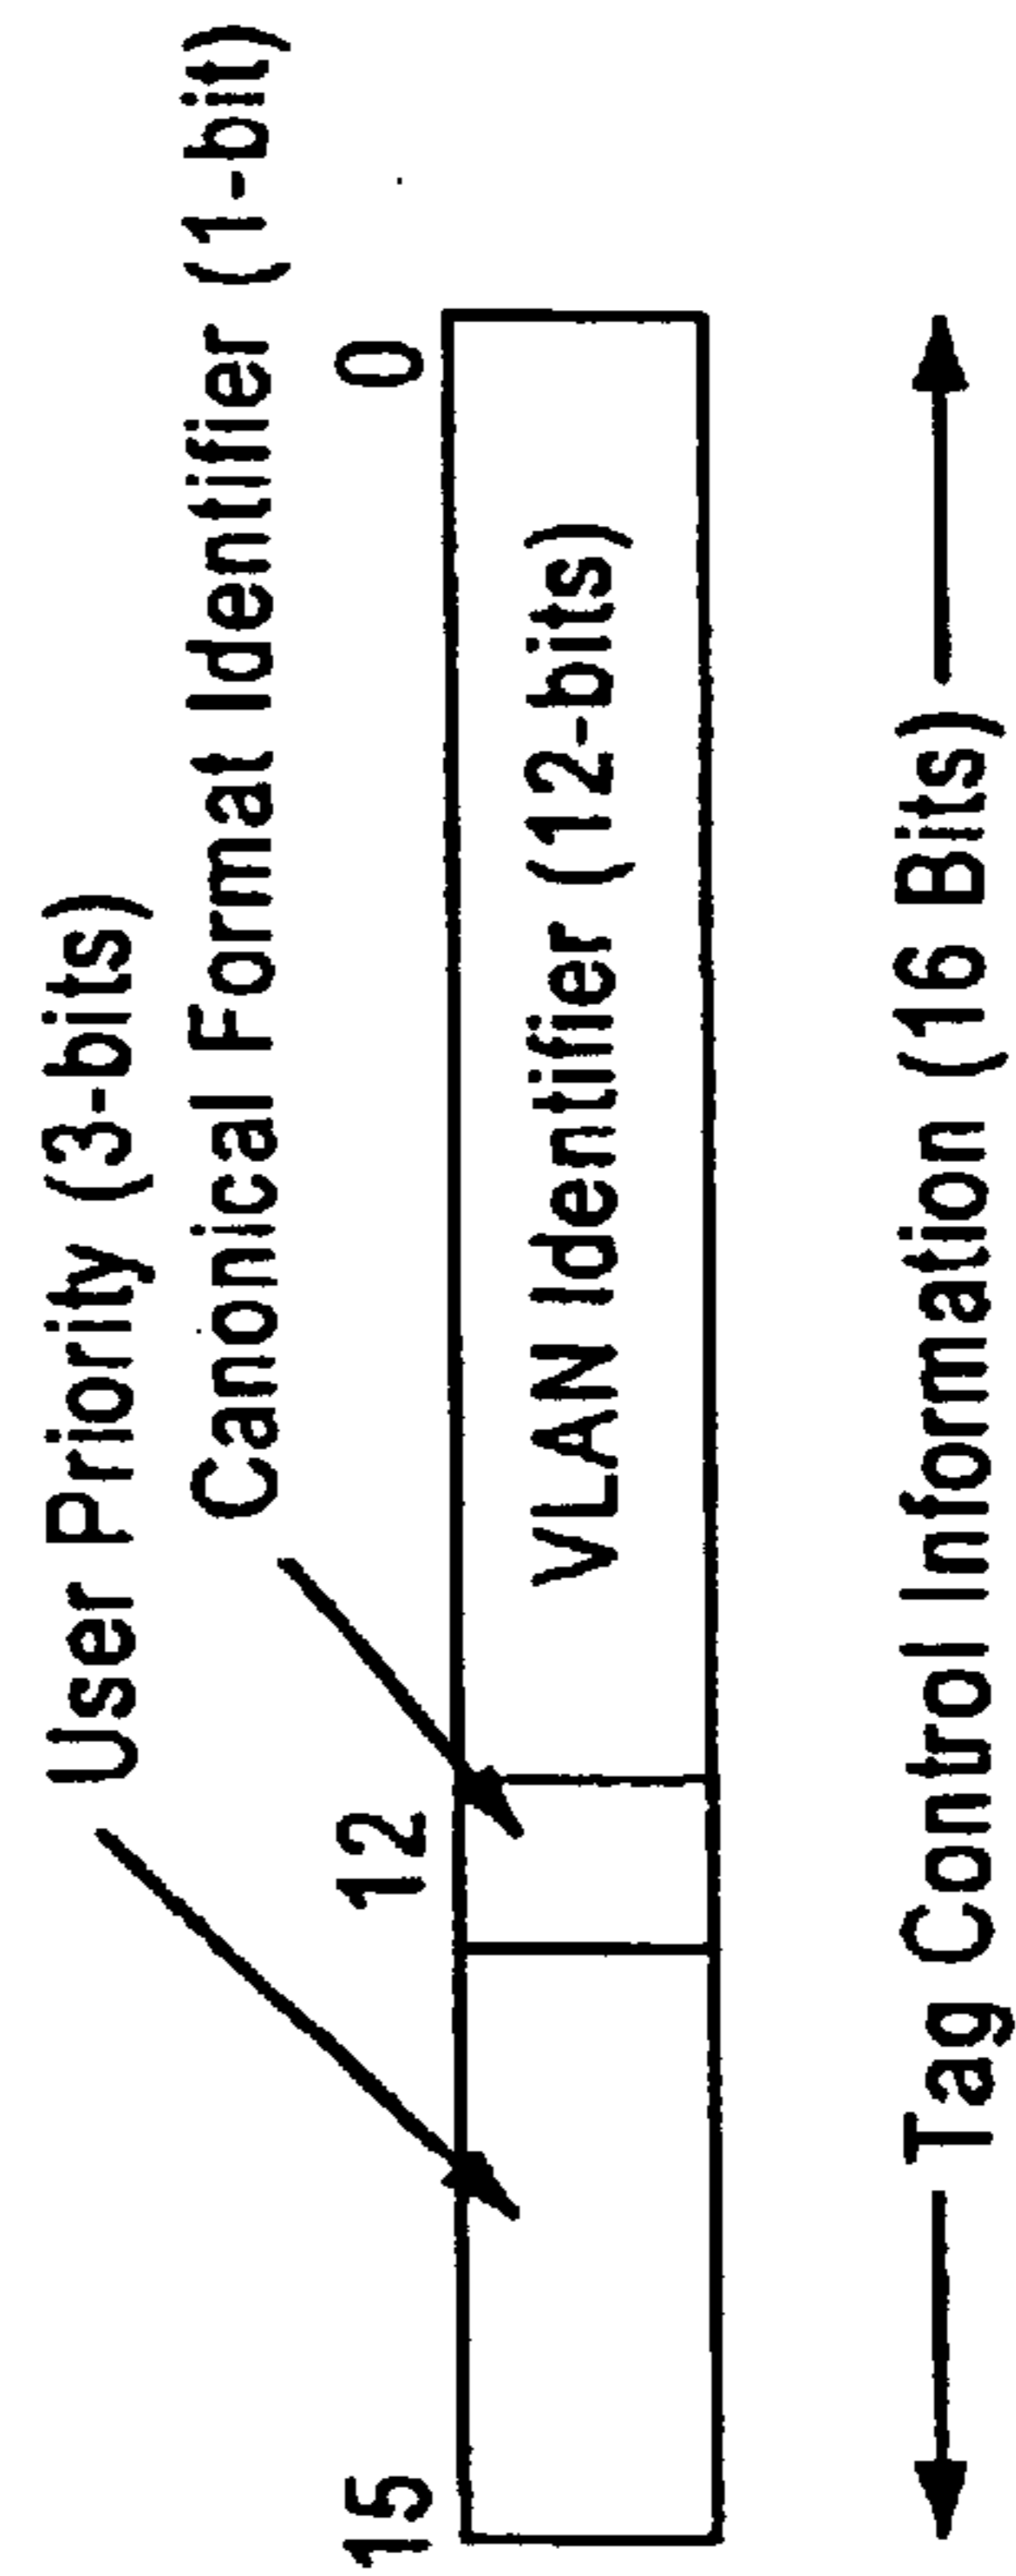 User Priority (3-bits)
Canonical Format Identifier (1-bit)
15 12 0
VLAN Identifier (12-bits)
Tag Control Information (16 Bits)